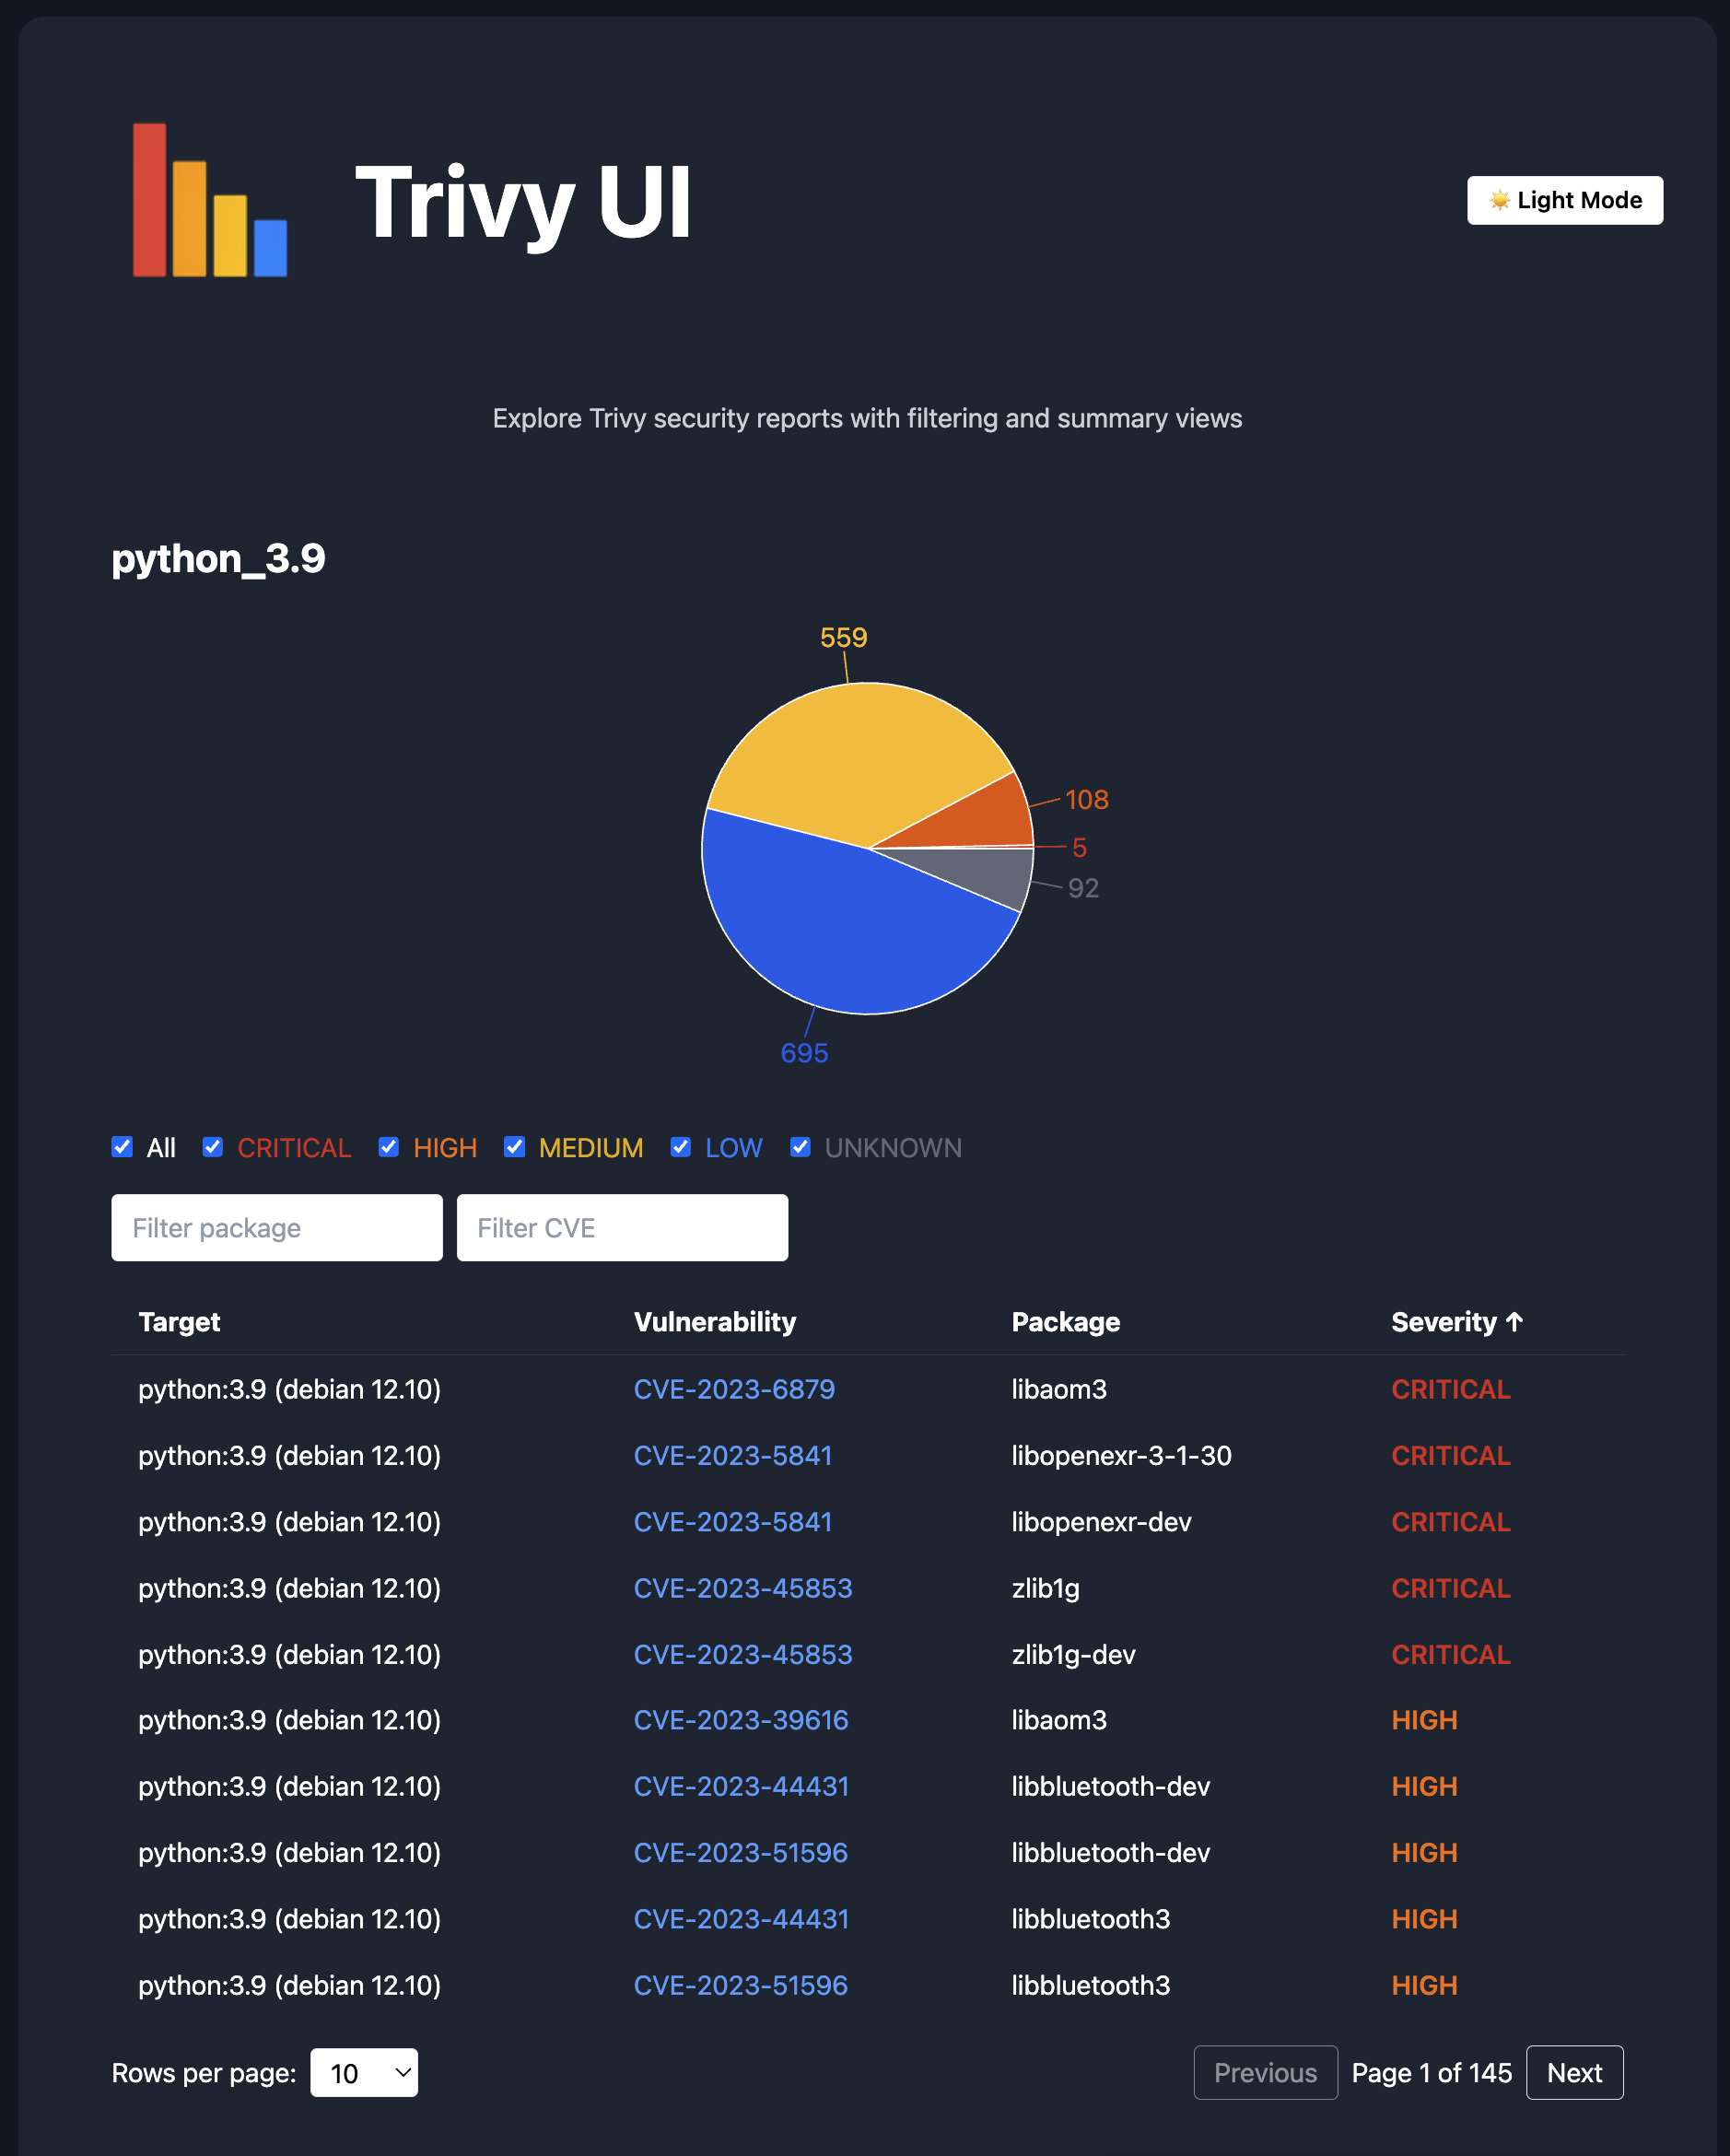 Trivy UI
☀️ Light Mode
Explore Trivy security reports with filtering and summary views
python_3.9
559
108
5
92
695
All CRITICAL HIGH MEDIUM LOW UNKNOWN
Filter package Filter CVE
Target Vulnerability Package Severity ↑
python:3.9 (debian 12.10) CVE-2023-6879 libaom3 CRITICAL
python:3.9 (debian 12.10) CVE-2023-5841 libopenexr-3-1-30 CRITICAL
python:3.9 (debian 12.10) CVE-2023-5841 libopenexr-dev CRITICAL
python:3.9 (debian 12.10) CVE-2023-45853 zlib1g CRITICAL
python:3.9 (debian 12.10) CVE-2023-45853 zlib1g-dev CRITICAL
python:3.9 (debian 12.10) CVE-2023-39616 libaom3 HIGH
python:3.9 (debian 12.10) CVE-2023-44431 libbluetooth-dev HIGH
python:3.9 (debian 12.10) CVE-2023-51596 libbluetooth-dev HIGH
python:3.9 (debian 12.10) CVE-2023-44431 libbluetooth3 HIGH
python:3.9 (debian 12.10) CVE-2023-51596 libbluetooth3 HIGH
Rows per page: 10 Previous Page 1 of 145 Next